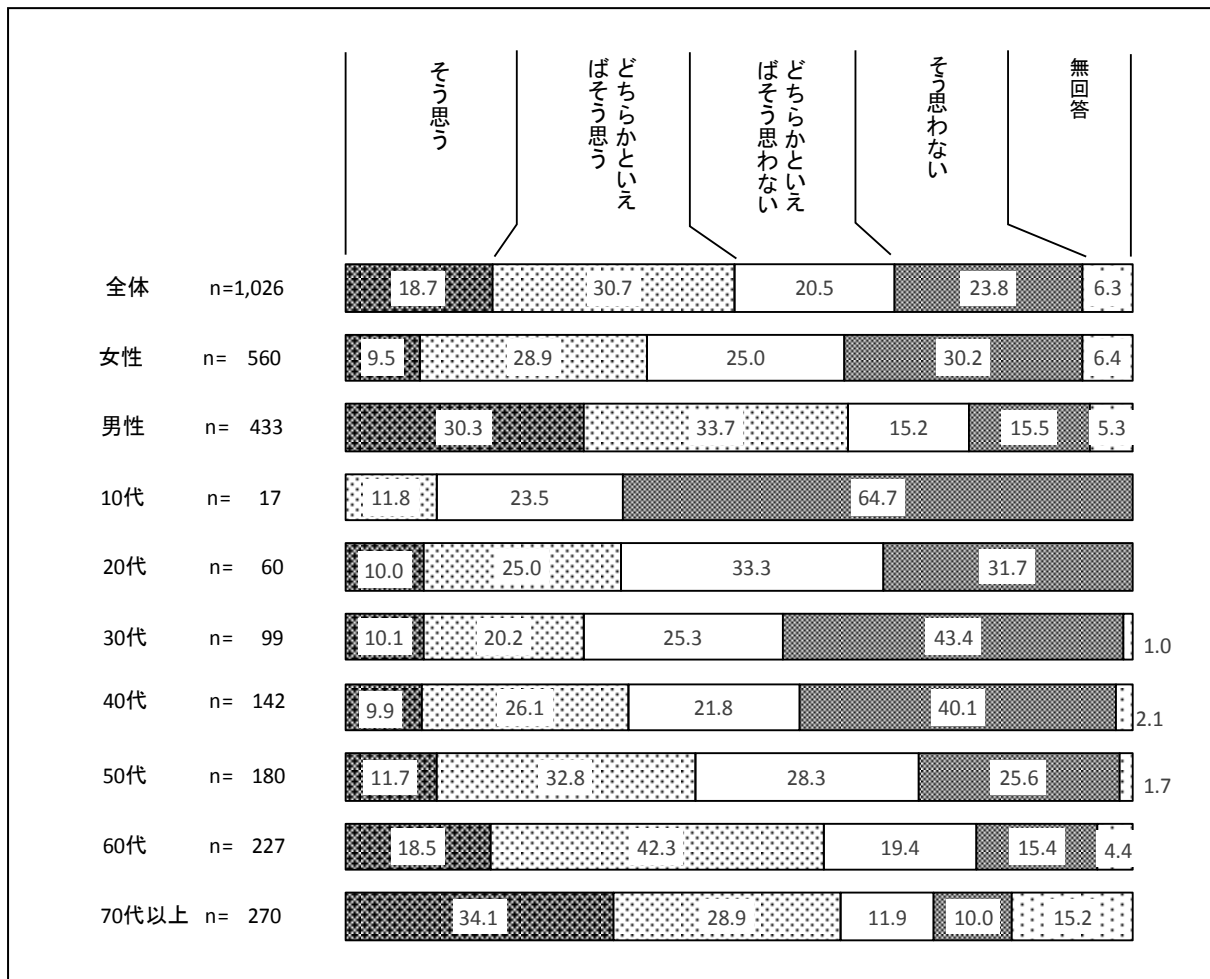 そう思う
どちらかといえ
ばそう思う
どちらかといえ
ばそう思わない
そう思わない
無回答
全体 n=1,026 18.7 30.7 20.5 23.8 6.3
女性 n= 560 9.5 28.9 25.0 30.2 6.4
男性 n= 433 30.3 33.7 15.2 15.5 5.3
10代 n= 17 11.8 23.5 64.7
20代 n= 60 10.0 25.0 33.3 31.7
30代 n= 99 10.1 20.2 25.3 43.4 1.0
40代 n= 142 9.9 26.1 21.8 40.1 2.1
50代 n= 180 11.7 32.8 28.3 25.6 1.7
60代 n= 227 18.5 42.3 19.4 15.4 4.4
70代以上 n= 270 34.1 28.9 11.9 10.0 15.2